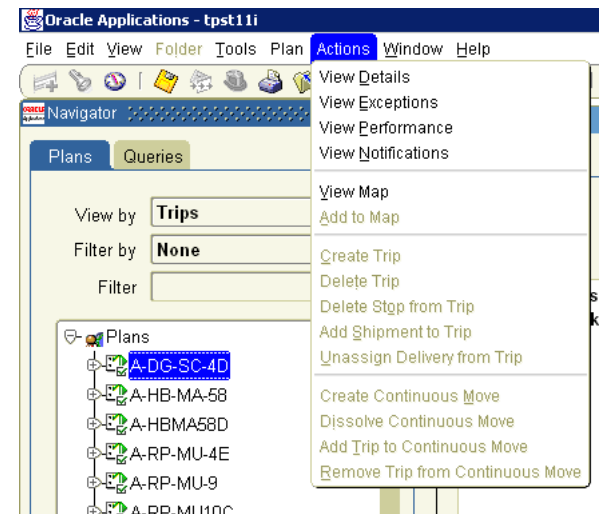 Oracle Applications - tpst11i
File Edit View Folder Tools Plan Actions Window Help
Navigator
Plans Queries
View by Trips
Filter by None
Filter
Plans
A-DG-SC-4D
A-HB-MA-58
A-HBMA58D
A-RP-MU-4E
A-RP-MU-9
A-RP-MU10C
View Details
View Exceptions
View Performance
View Notifications
View Map
Add to Map
Create Trip
Delete Trip
Delete Stop from Trip
Add Shipment to Trip
Unassign Delivery from Trip
Create Continuous Move
Dissolve Continuous Move
Add Trip to Continuous Move
Remove Trip from Continuous Move